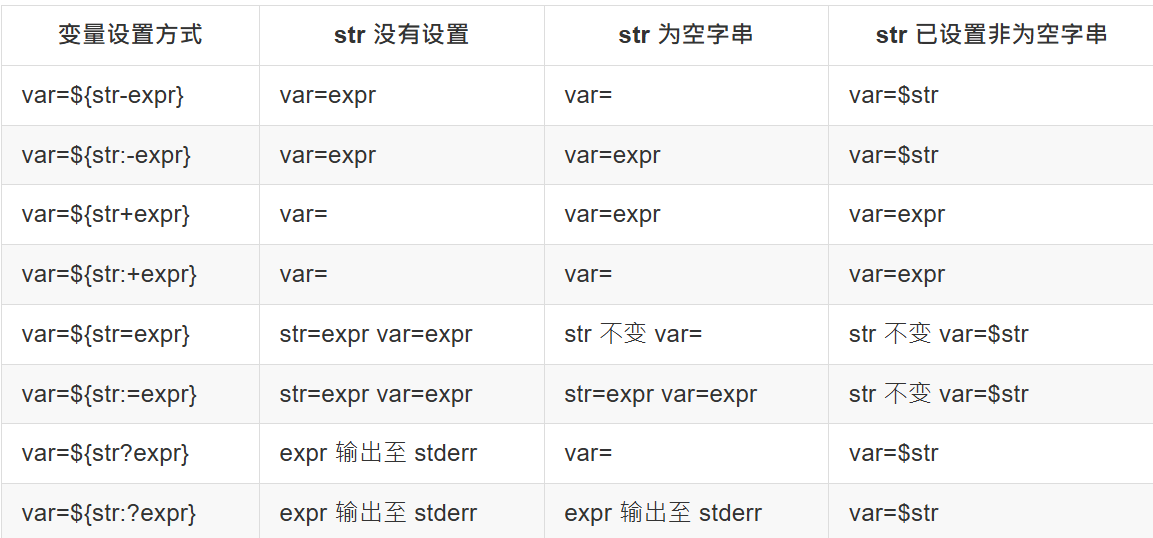 变量设置方式 str 没有设置 str 为空字串 str 已设置非为空字串
var=${str-expr} var=expr var= var=$str
var=${str:-expr} var=expr var=expr var=$str
var=${str+expr} var= var=expr var=expr
var=${str:+expr} var= var= var=expr
var=${str=expr} str=expr var=expr str 不变 var= str 不变 var=$str
var=${str:=expr} str=expr var=expr str=expr var=expr str 不变 var=$str
var=${str?expr} expr 输出至 stderr var= var=$str
var=${str:?expr} expr 输出至 stderr expr 输出至 stderr var=$str